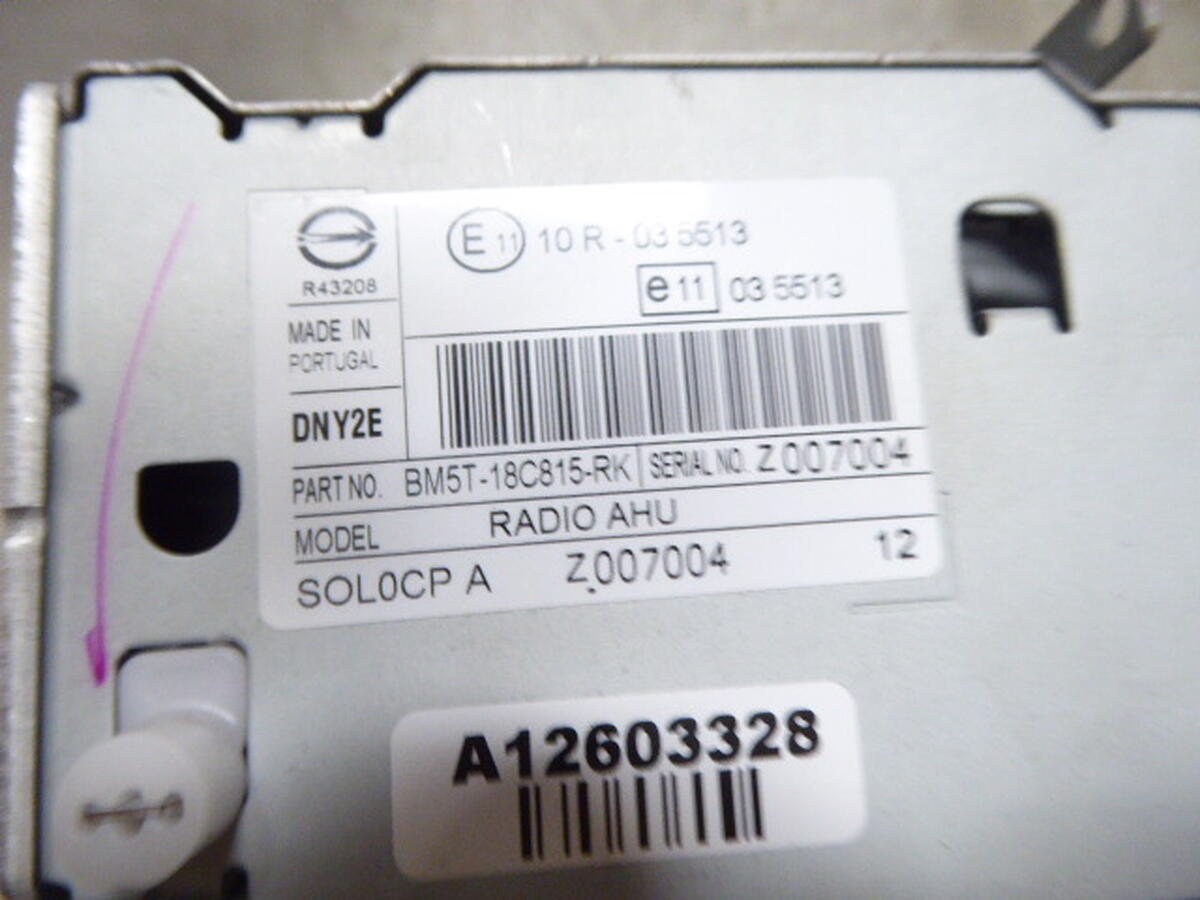 E 11 10 R - 03 5513
R43208
e 11 03 5513
MADE IN
PORTUGAL
DNY2E
PART NO. BM5T-18C815-RK SERIAL NO. Z007004
MODEL RADIO AHU
SOL0CP A Z007004 12
A12603328